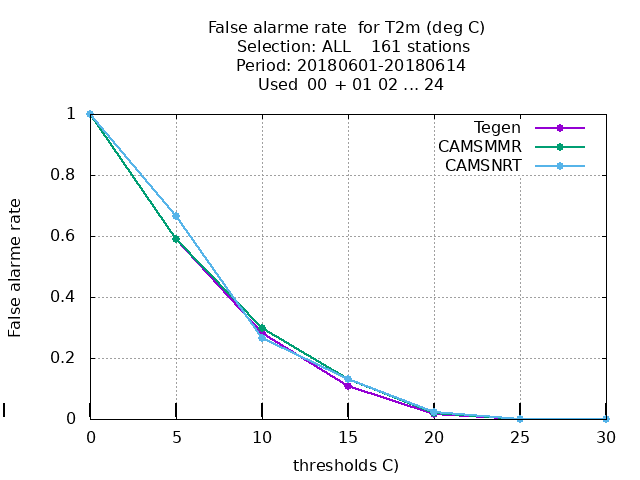 False alarme rate  for T2m (deg C)
Selection: ALL    161 stations
Period: 20180601-20180614
Used  00  + 01 02 ... 24
Tegen
CAMSMMR
CAMSNRT
False alarme rate
1
0.8
0.6
0.4
0.2
0
0 5 10 15 20 25 30
thresholds C)